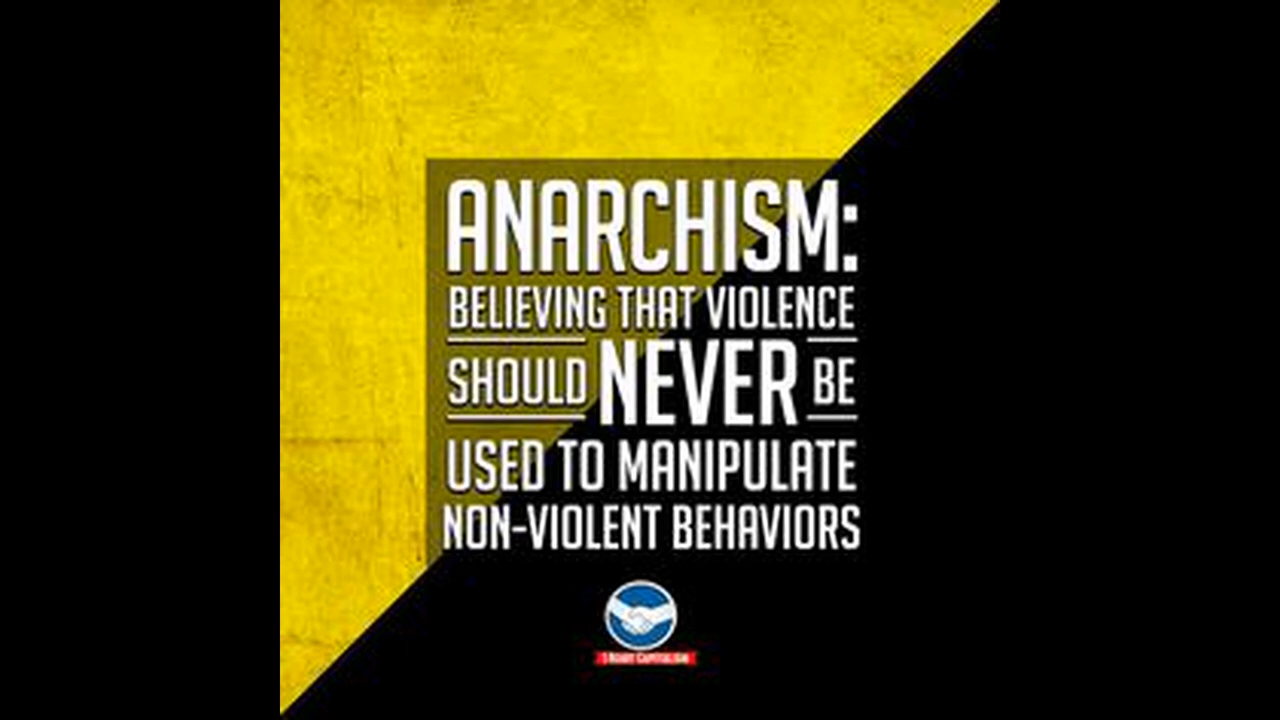 ANARCHISM:
BELIEVING THAT VIOLENCE
SHOULD NEVER BE
USED TO MANIPULATE
NON-VIOLENT BEHAVIORS